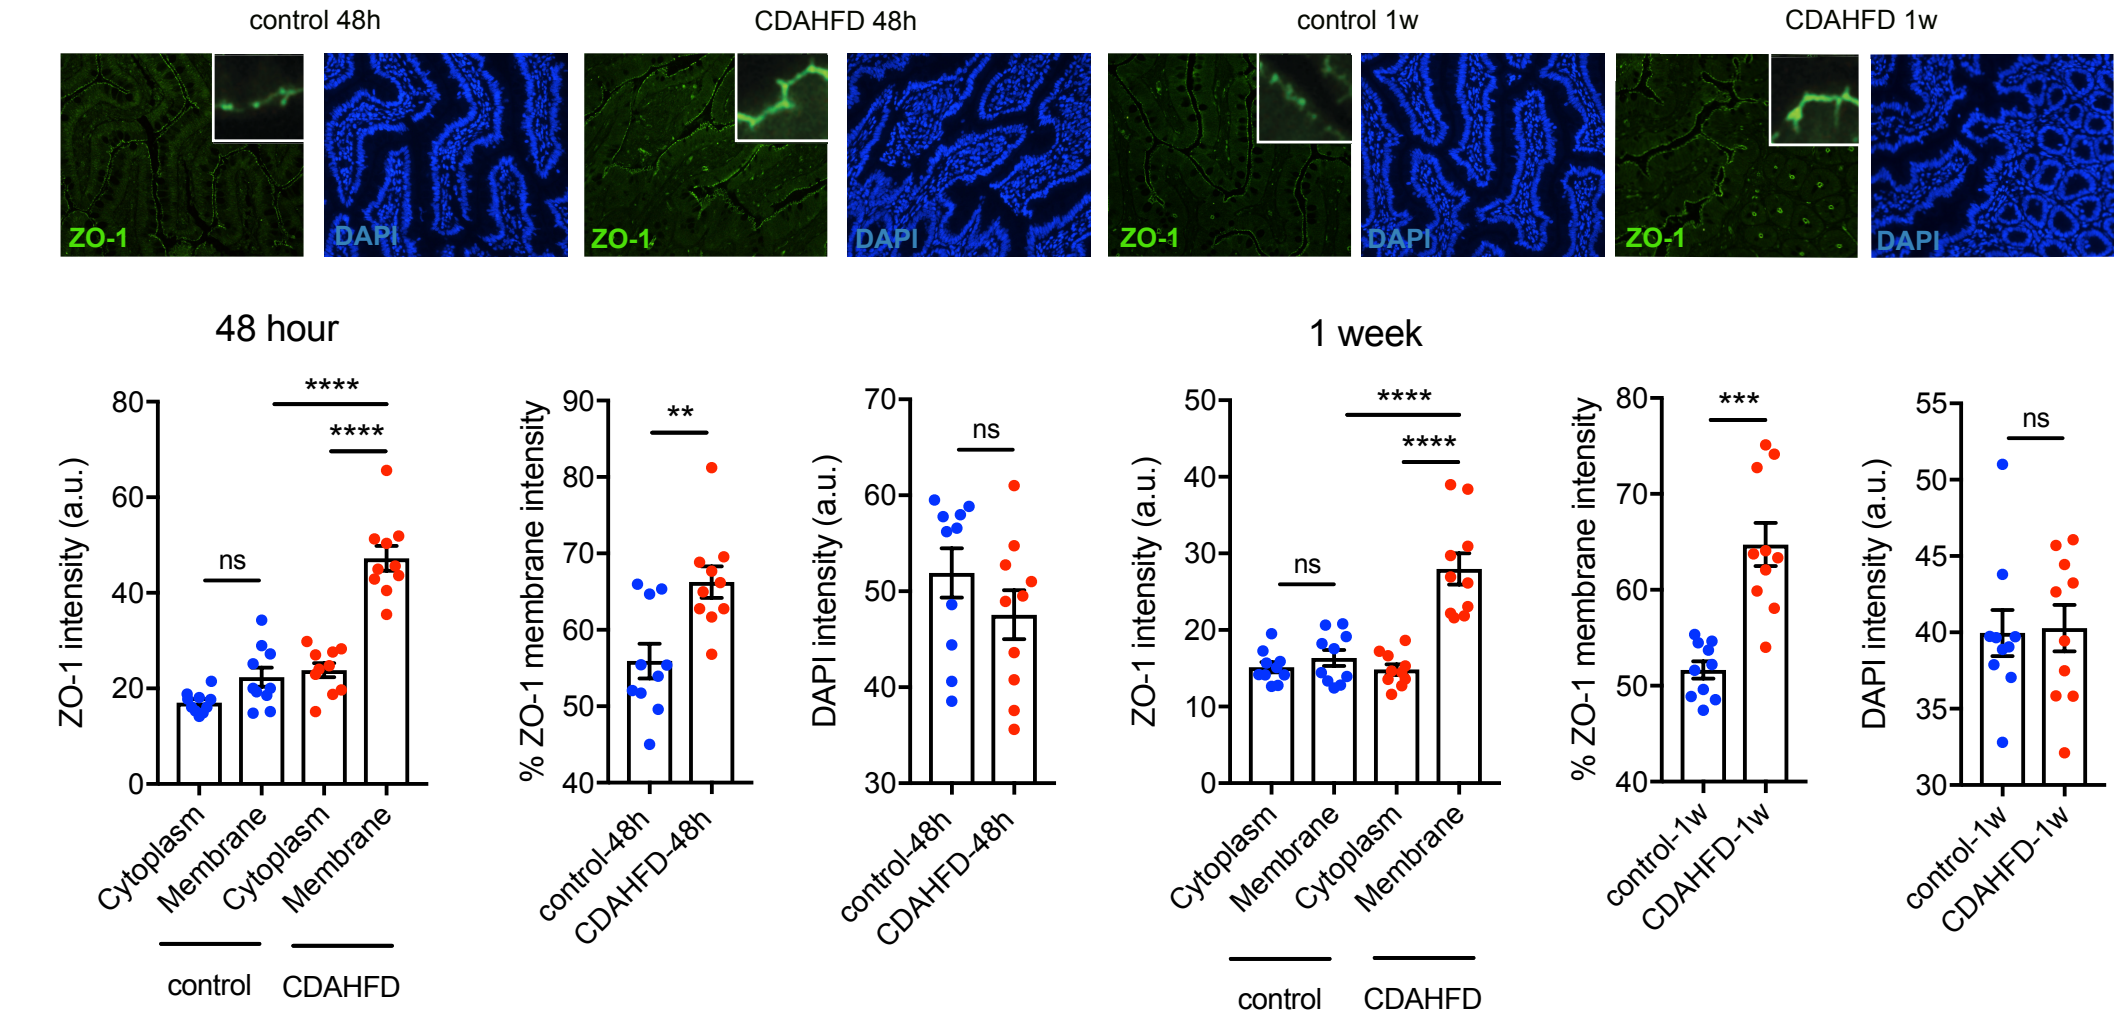 control 48h
CDAHFD 48h
control 1w
CDAHFD 1w
ZO-1
DAPI
ZO-1
DAPI
ZO-1
DAPI
ZO-1
DAPI
48 hour
1 week
ZO-1 intensity (a.u.)
80
60
40
20
0
ns
****
****
Cytoplasm
Membrane
Cytoplasm
Membrane
control
CDAHFD
% ZO-1 membrane intensity
90
80
70
60
50
40
**
control-48h
CDAHFD-48h
DAPI intensity (a.u.)
70
60
50
40
30
ns
control-48h
CDAHFD-48h
ZO-1 intensity (a.u.)
50
40
30
20
10
0
ns
****
****
Cytoplasm
Membrane
Cytoplasm
Membrane
control
CDAHFD
% ZO-1 membrane intensity
80
70
60
50
40
***
control-1w
CDAHFD-1w
DAPI intensity (a.u.)
55
50
45
40
35
30
ns
control-1w
CDAHFD-1w